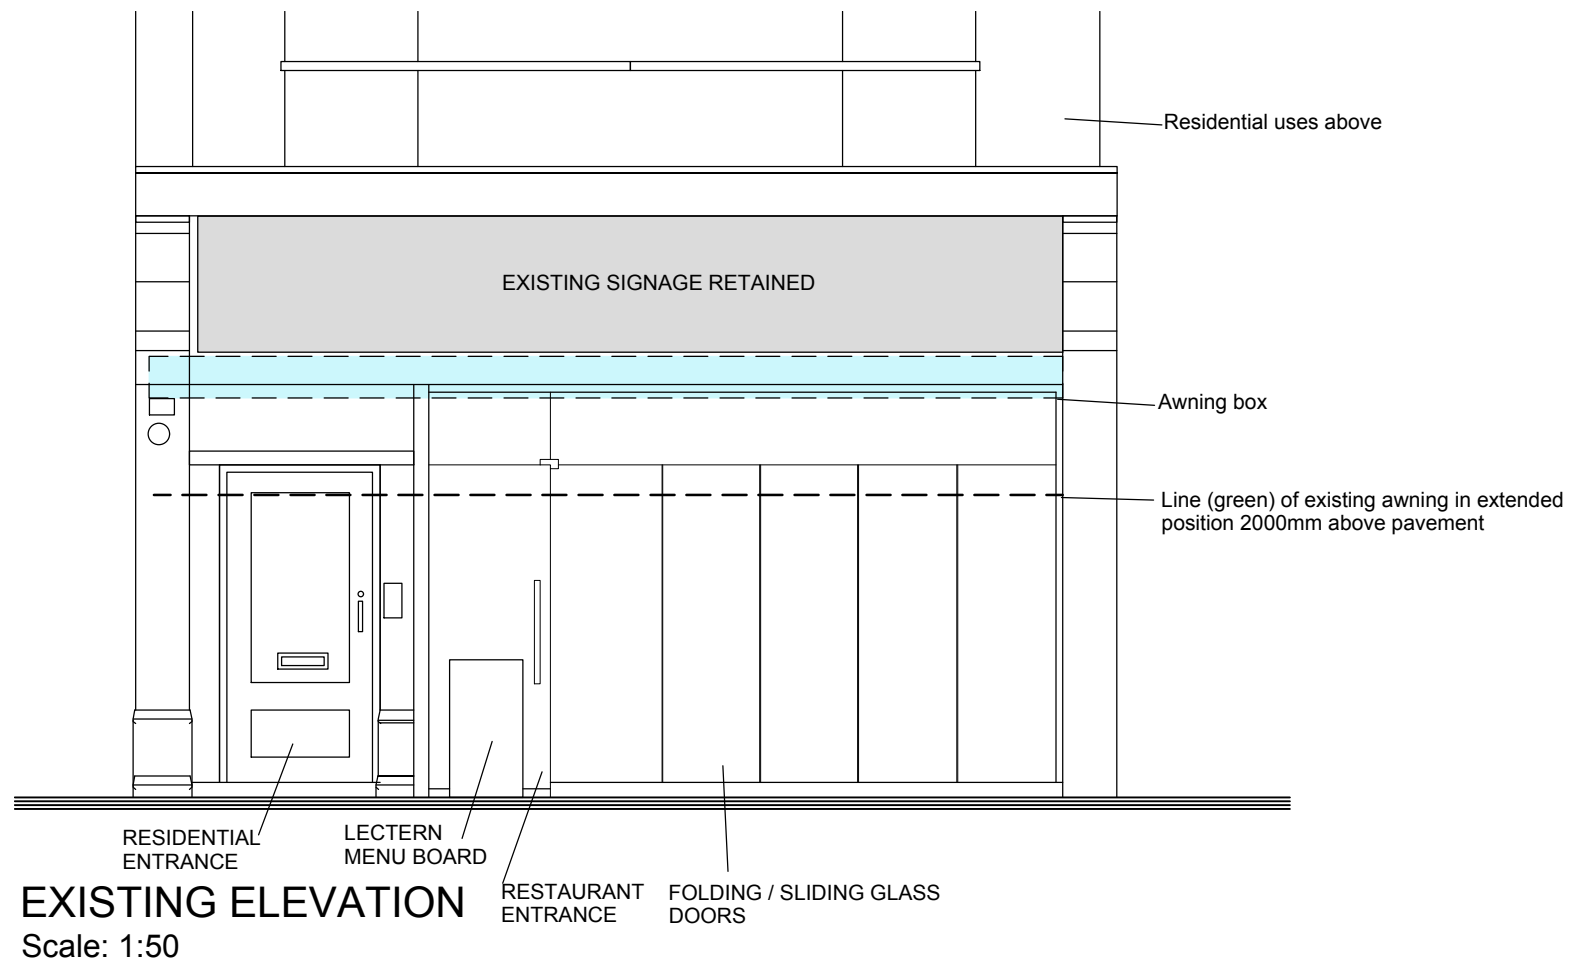 Residential uses above
EXISTING SIGNAGE RETAINED
Awning box
Line (green) of existing awning in extended
position 2000mm above pavement
RESIDENTIAL
ENTRANCE
LECTERN
MENU BOARD
RESTAURANT
ENTRANCE
FOLDING / SLIDING GLASS
DOORS
EXISTING ELEVATION
Scale: 1:50